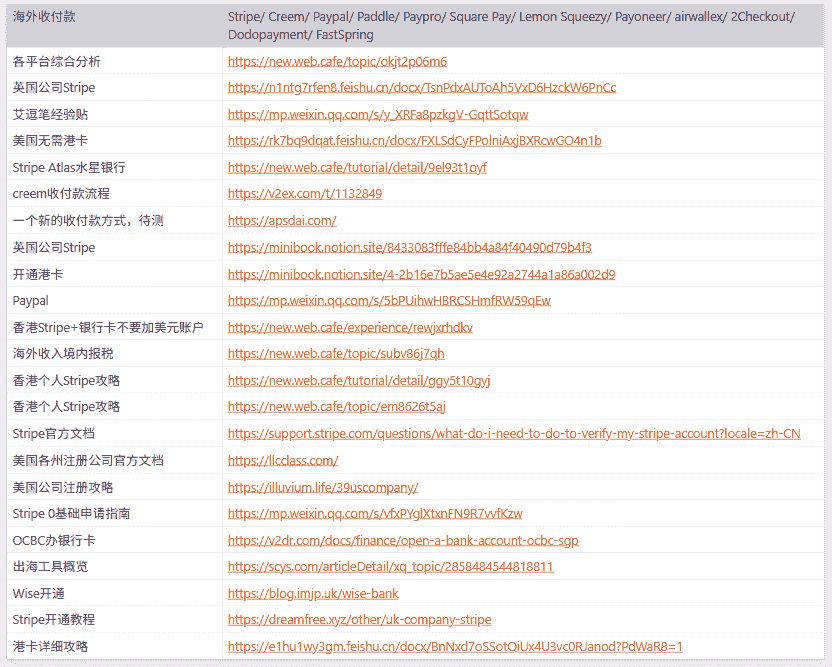 海外收付款
Stripe/ Creem/ Paypal/ Paddle/ Paypro/ Square Pay/ Lemon Squeezy/ Payoneer/ airwallex/ 2Checkout/
Dodopayment/ FastSpring
各平台综合分析
https://new.web.cafe/topic/okjt2p06m6
英国公司Stripe
https://n1ntg7rfen8.feishu.cn/docx/TsnPdxAUToAh5VxD6HzckW6PnCc
艾逗笔经验贴
https://mp.weixin.qq.com/s/y_XRFa8pzkgV-GqttSotqw
美国无需港卡
https://rk7bq9dqat.feishu.cn/docx/FXLSdCyFPolniAxjBXRcwGO4n1b
Stripe Atlas水星银行
https://new.web.cafe/tutorial/detail/9el93t1oyf
creem收付款流程
https://v2ex.com/t/1132849
一个新的收付款方式，待测
https://apsdai.com/
英国公司Stripe
https://minibook.notion.site/8433083fffe84bb4a84f40490d79b4f3
开通港卡
https://minibook.notion.site/4-2b16e7b5ae5e4e92a2744a1a86a002d9
Paypal
https://mp.weixin.qq.com/s/5bPUihwHBRCSHmfRW59qEw
香港Stripe+银行卡不要加美元账户
https://new.web.cafe/experience/rewjxrhdkv
海外收入境内报税
https://new.web.cafe/topic/subv86j7qh
香港个人Stripe攻略
https://new.web.cafe/tutorial/detail/ggy5t10gyj
香港个人Stripe攻略
https://new.web.cafe/topic/em8626t5aj
Stripe官方文档
https://support.stripe.com/questions/what-do-i-need-to-do-to-verify-my-stripe-account?locale=zh-CN
美国各州注册公司官方文档
https://llcclass.com/
美国公司注册攻略
https://illuvium.life/39uscompany/
Stripe 0基础申请指南
https://mp.weixin.qq.com/s/vfxPYglXtxnFN9R7vvfKzw
OCBC办银行卡
https://v2dr.com/docs/finance/open-a-bank-account-ocbc-sgp
出海工具概览
https://scys.com/articleDetail/xq_topic/2858484544818811
Wise开通
https://blog.imjp.uk/wise-bank
Stripe开通教程
https://dreamfree.xyz/other/uk-company-stripe
港卡详细攻略
https://e1hu1wy3gm.feishu.cn/docx/BnNxd7oSSotQiUx4U3vc0RJanod?PdWaR8=1